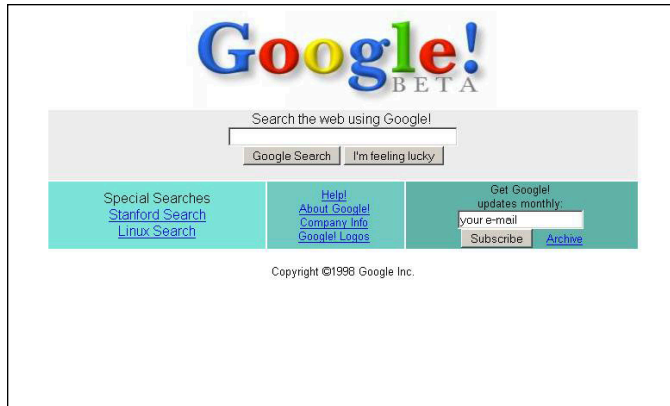 Google!
BETA
Search the web using Google!
Google Search
I'm feeling lucky
Special Searches
Stanford Search
Linux Search
Help!
About Google!
Company Info
Google! Logos
Get Google!
updates monthly:
your e-mail
Subscribe
Archive
Copyright ©1998 Google Inc.